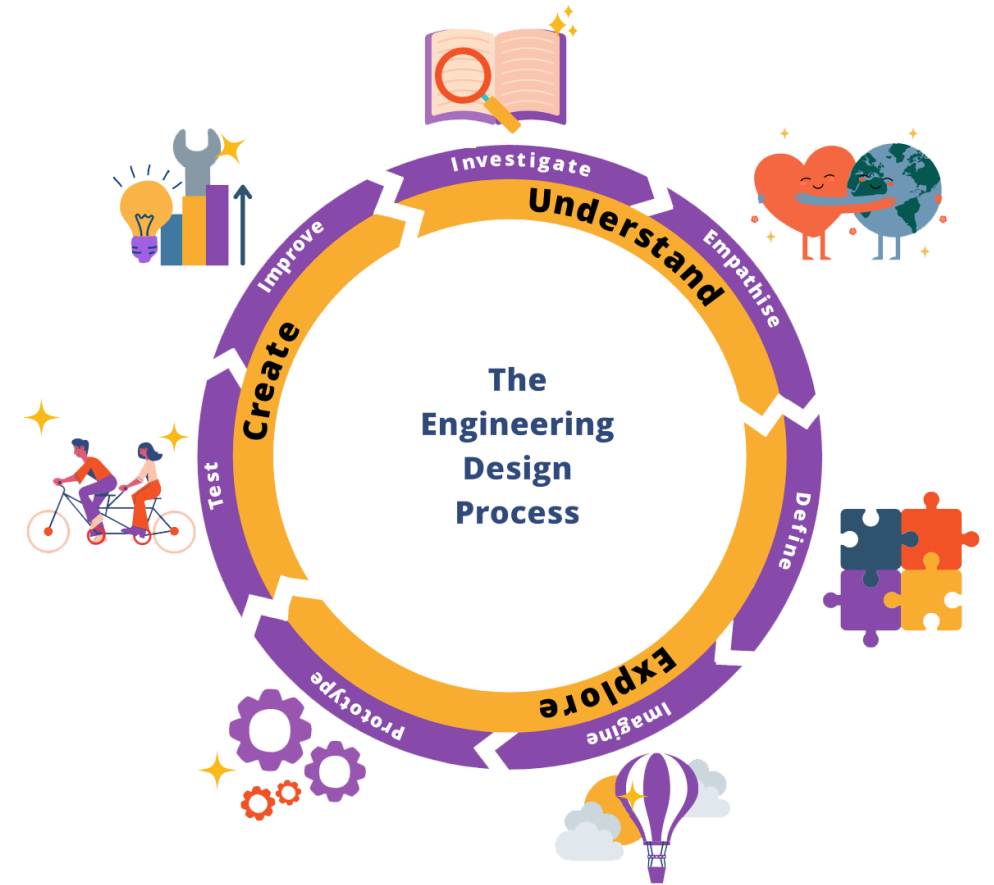 Investigate
Understand
Empathise
Define
Explore
Imagine
Prototype
Test
Create
Improve
The
Engineering
Design
Process